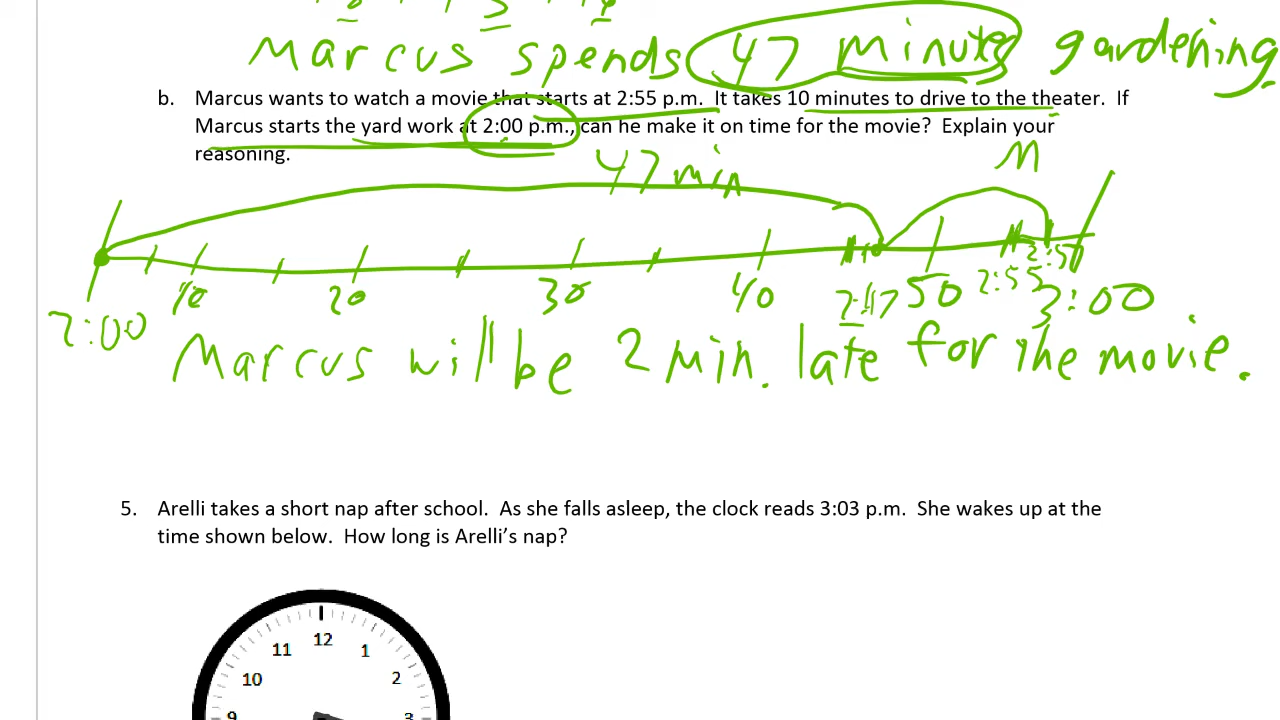 Marcus spends 47 minutes gardening.
b. Marcus wants to watch a movie that starts at 2:55 p.m. It takes 10 minutes to drive to the theater. If
Marcus starts the yard work at 2:00 p.m., can he make it on time for the movie? Explain your
reasoning.
47 min
M
10 20 30 40 2:47 50 2:55 2:57 3:00
2:00
Marcus will be 2 min. late for the movie.
5. Arelli takes a short nap after school. As she falls asleep, the clock reads 3:03 p.m. She wakes up at the
time shown below. How long is Arelli's nap?
12
11 1
10 2
9 3